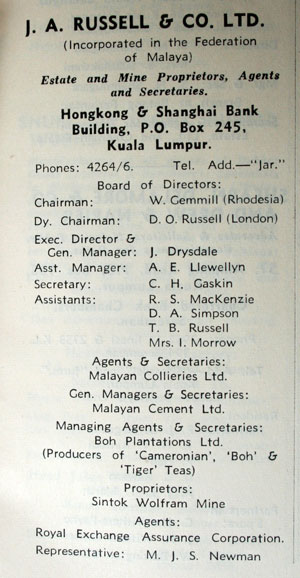 J. A. RUSSELL & CO. LTD.
(Incorporated in the Federation
of Malaya)
Estate and Mine Proprietors, Agents
and Secretaries.
Hongkong & Shanghai Bank
Building, P.O. Box 245,
Kuala Lumpur.
Phones: 4264/6. Tel. Add.—"Jar."
Board of Directors:
Chairman: W. Gemmill (Rhodesia)
Dy. Chairman: D. O. Russell (London)
Exec. Director &
Gen. Manager: J. Drysdale
Asst. Manager: A. E. Llewellyn
Secretary: C. H. Gaskin
Assistants: R. S. MacKenzie
D. A. Simpson
T. B. Russell
Mrs. I. Morrow
Agents & Secretaries:
Malayan Collieries Ltd.
Gen. Managers & Secretaries:
Malayan Cement Ltd.
Managing Agents & Secretaries:
Boh Plantations Ltd.
(Producers of 'Cameronian', 'Boh' &
'Tiger' Teas)
Proprietors:
Sintok Wolfram Mine
Agents:
Royal Exchange Assurance Corporation.
Representative: M. J. S. Newman